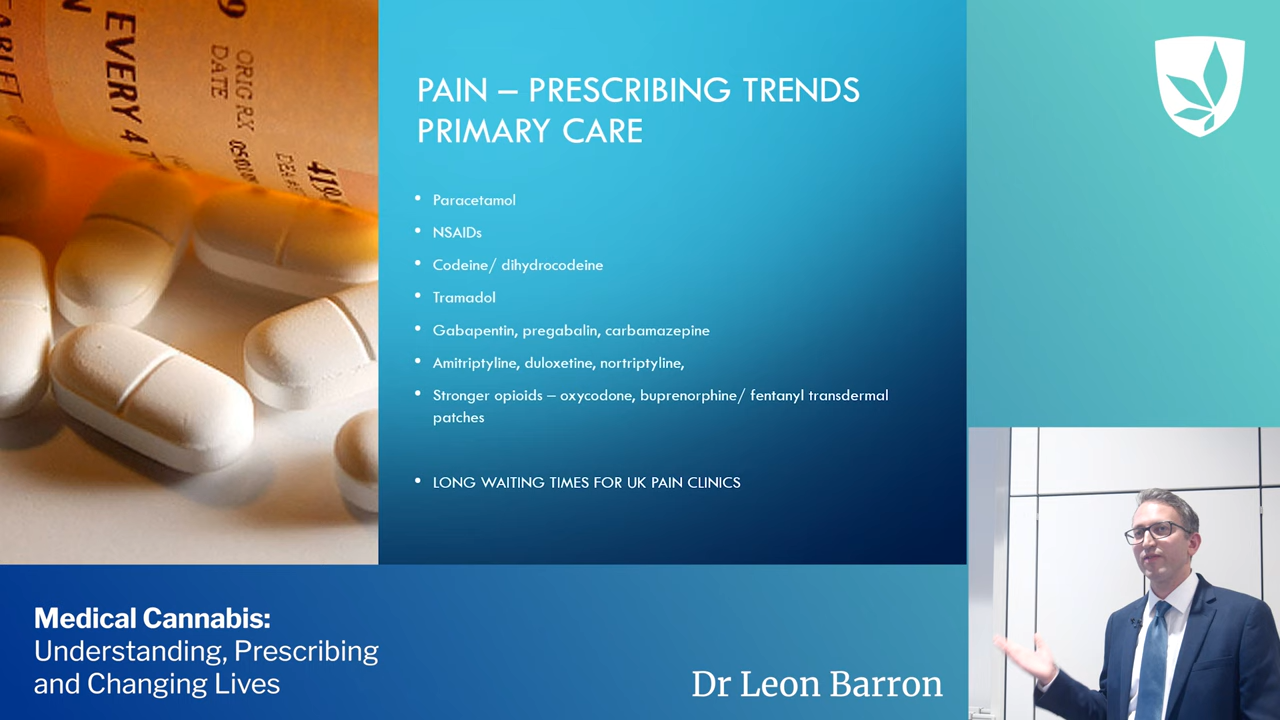 EVERY 4
ORIG RX
DATE
PAIN – PRESCRIBING TRENDS
PRIMARY CARE
• Paracetamol
• NSAIDs
• Codeine/ dihydrocodeine
• Tramadol
• Gabapentin, pregabalin, carbamazepine
• Amitriptyline, duloxetine, nortriptyline,
• Stronger opioids – oxycodone, buprenorphine/ fentanyl transdermal
patches
• LONG WAITING TIMES FOR UK PAIN CLINICS
Medical Cannabis:
Understanding, Prescribing
and Changing Lives
Dr Leon Barron